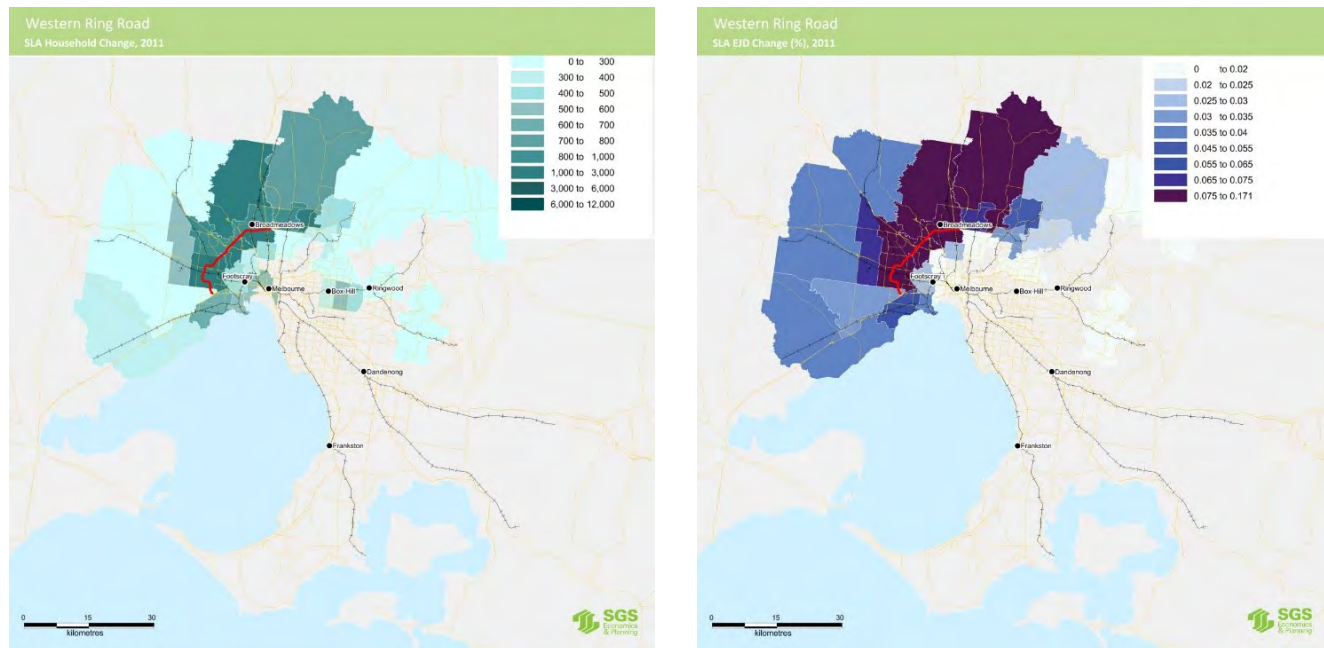 Western Ring Road
SLA Household Change, 2011
0 to 300
300 to 400
400 to 500
500 to 600
600 to 700
700 to 800
800 to 1,000
1,000 to 3,000
3,000 to 6,000
6,000 to 12,000
Broadmeadows
Footscray
Melbourne
Box-Hill
Ringwood
Dandenong
Frankston
0 15 30
kilometres
SGS
Economics
& Planning
Western Ring Road
SLA EJD Change (%), 2011
0 to 0.02
0.02 to 0.025
0.025 to 0.03
0.03 to 0.035
0.035 to 0.04
0.045 to 0.055
0.055 to 0.065
0.065 to 0.075
0.075 to 0.171
Broadmeadows
Footscray
Melbourne
Box-Hill
Ringwood
Dandenong
Frankston
0 15 30
kilometres
SGS
Economics
& Planning